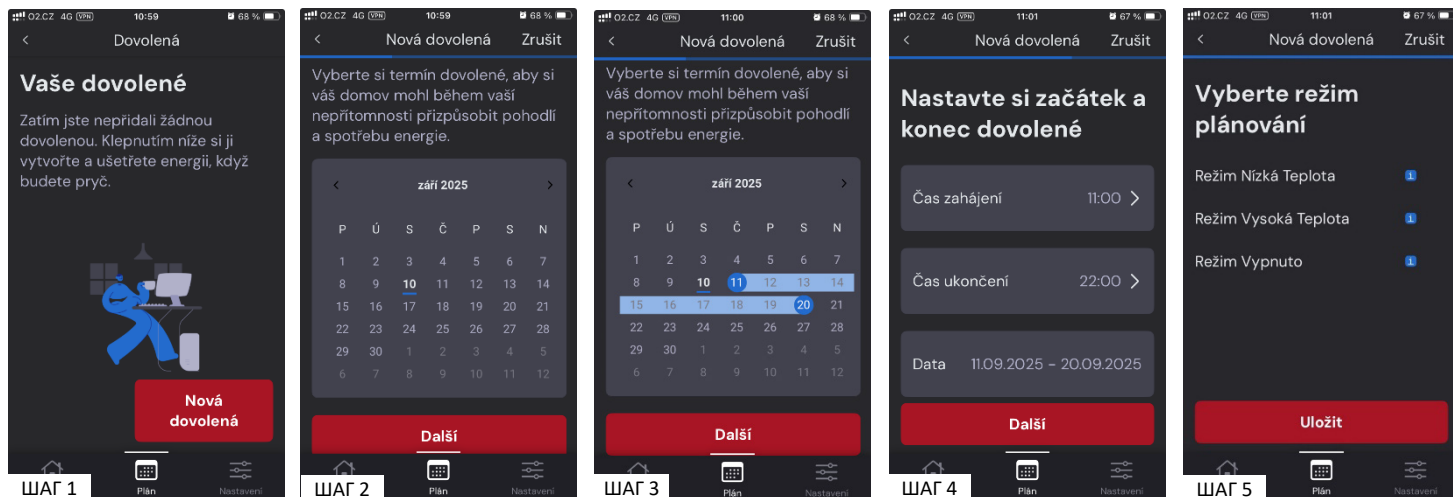 O2.CZ 4G VPN 10:59 68 %
Dovolená
Vaše dovolené
Zatím jste nepřidali žádnou
dovolenou. Klepnutím níže si ji
vytvořte a ušetřete energii, když
budete pryč.
Nová
dovolená
Plán
ШАГ 1
O2.CZ 4G VPN 10:59 68 %
Nová dovolená Zrušit
Vyberte si termín dovolené, aby si
váš domov mohl během vaší
nepřítomnosti přizpůsobit pohodlí
a spotřebu energie.
září 2025
P Ú S Č P S N
1 2 3 4 5 6 7
8 9 10 11 12 13 14
15 16 17 18 19 20 21
22 23 24 25 26 27 28
29 30 1 2 3 4 5
6 7 8 9 10 11 12
Další
Plán Nastavení
ШАГ 2
O2.CZ 4G VPN 11:00 68 %
Nová dovolená Zrušit
Vyberte si termín dovolené, aby si
váš domov mohl během vaší
nepřítomnosti přizpůsobit pohodlí
a spotřebu energie.
září 2025
P Ú S Č P S N
1 2 3 4 5 6 7
8 9 10 11 12 13 14
15 16 17 18 19 20 21
22 23 24 25 26 27 28
29 30 1 2 3 4 5
6 7 8 9 10 11 12
Další
Plán Nastavení
ШАГ 3
O2.CZ 4G VPN 11:01 67 %
Nová dovolená Zrušit
Nastavte si začátek a
konec dovolené
Čas zahájení 11:00
Čas ukončení 22:00
Data 11.09.2025 – 20.09.2025
Další
Plán Nastavení
ШАГ 4
O2.CZ 4G VPN 11:01 67 %
Nová dovolená Zrušit
Vyberte režim
plánování
Režim Nízká Teplota
Režim Vysoká Teplota
Režim Vypnuto
Uložit
Plán Nastavení
ШАГ 5